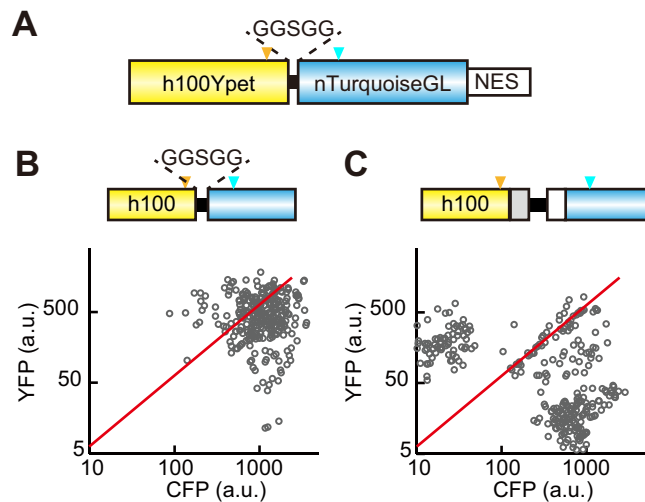 A
GGSGG
h100Ypet
nTurquoiseGL
NES
B
GGSGG
h100
YFP (a.u.)
500
50
5
10
100
1000
CFP (a.u.)
C
h100
YFP (a.u.)
500
50
5
10
100
1000
CFP (a.u.)